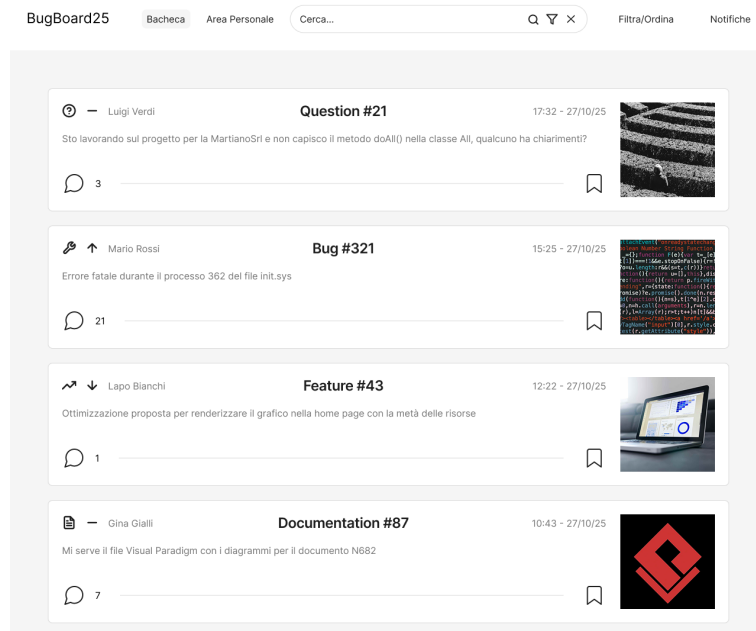 BugBoard25 Bacheca Area Personale Cerca... Filtra/Ordina Notifiche
Luigi Verdi Question #21 17:32 - 27/10/25
Sto lavorando sul progetto per la MartianoSrl e non capisco il metodo doAll() nella classe All, qualcuno ha chiarimenti?
3
Mario Rossi Bug #321 15:25 - 27/10/25
Errore fatale durante il processo 362 del file init.sys
21
Lapo Bianchi Feature #43 12:22 - 27/10/25
Ottimizzazione proposta per renderizzare il grafico nella home page con la metà delle risorse
1
Gina Gialli Documentation #87 10:43 - 27/10/25
Mi serve il file Visual Paradigm con i diagrammi per il documento N682
7